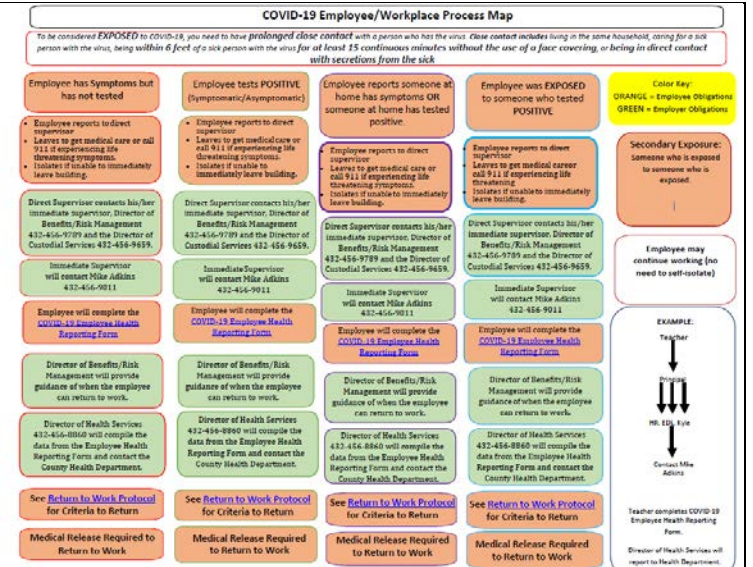 COVID-19 Employee/Workplace Process Map
To be considered EXPOSED to COVID-19, you need to have prolonged close contact with a person who has the virus. Close contact includes living in the same household, caring for a sick
person with the virus, being within 6 feet of a sick person with the virus for at least 15 continuous minutes without the use of a face covering, or being in direct contact
with secretions from the sick
Employee has Symptoms but
has not tested
• Employee reports to direct
supervisor
• Leaves to get medical care or call
911 if experiencing life
threatening symptoms.
• Isolates if unable to immediately
leave building.
Direct Supervisor contacts his/her
immediate supervisor, Director of
Benefits/Risk Management
432-456-9789 and the Director of
Custodial Services 432-456-9659.
Immediate Supervisor
will contact Mike Adkins
432-456-9011
Employee will complete the
COVID-19 Employee Health
Reporting Form
Director of Benefits/Risk
Management will provide
guidance of when the employee
can return to work.
Director of Health Services
432-456-8860 will compile the
data from the Employee Health
Reporting Form and contact the
County Health Department.
See Return to Work Protocol
for Criteria to Return
Medical Release Required to
Return to Work
Employee tests POSITIVE
(Symptomatic/Asymptomatic)
• Employee reports to direct
supervisor
• Leaves to get medical care or
call 911 if experiencing life
threatening symptoms.
• Isolates if unable to
immediately leave building.
Direct Supervisor contacts his/her
immediate supervisor, Director of
Benefits/Risk Management
432-456-9789 and the Director of
Custodial Services 432-456-9659.
Immediate Supervisor
will contact Mike Adkins
432-456-9011
Employee will complete the
COVID-19 Employee Health
Reporting Form
Director of Benefits/Risk
Management will provide
guidance of when the employee
can return to work.
Director of Health Services
432-456-8860 will compile the
data from the Employee Health
Reporting Form and contact the
County Health Department.
See Return to Work Protocol
for Criteria to Return
Medical Release Required
to Return to Work
Employee reports someone at
home has symptoms OR
someone at home has tested
positive
• Employee reports to direct
supervisor
• Leaves to get medical care or
call 911 if experiencing life
threatening symptoms.
• Isolates if unable to immediately
leave building.
Direct Supervisor contacts his/her
immediate supervisor, Director of
Benefits/Risk Management
432-456-9789 and the Director of
Custodial Services 432-456-9659.
Immediate Supervisor
will contact Mike Adkins
432-456-9011
Employee will complete the
COVID-19 Employee Health
Reporting Form
Director of Benefits/Risk
Management will provide
guidance of when the employee
can return to work.
Director of Health Services
432-456-8860 will compile the
data from the Employee Health
Reporting Form and contact the
County Health Department.
See Return to Work Protocol
for Criteria to Return
Medical Release Required
to Return to Work
Employee was EXPOSED
to someone who tested
POSITIVE
• Employee reports to direct
supervisor
• Leaves to get medical career
call 911 if experiencing life
threatening
• Isolates if unable to immediately
leave building.
Direct Supervisor contacts his/her
immediate supervisor, Director of
Benefits/Risk Management
432-456-9789 and the Director of
Custodial Services 432-456-9659.
Immediate Supervisor
will contact Mike Adkins
432-456-9011
Employee will complete the
COVID-19 Employee Health
Reporting Form
Director of Benefits/Risk
Management will provide
guidance of when the employee
can return to work.
Director of Health Services
432-456-8860 will compile the
data from the Employee Health
Reporting Form and contact the
County Health Department.
See Return to Work Protocol
for Criteria to Return
Medical Release Required
to Return to Work
Color Key:
ORANGE = Employee Obligations
GREEN = Employer Obligations
Secondary Exposure:
Someone who is exposed
to someone who is
exposed.
Employee may
continue working (no
need to self-isolate)
EXAMPLE:
Teacher
Principal
HR, EDI, Kyle
Contact Mike
Adkins
Teacher completes COVID-19
Employee Health Reporting
Form.
Director of Health Services will
report to Health Department.